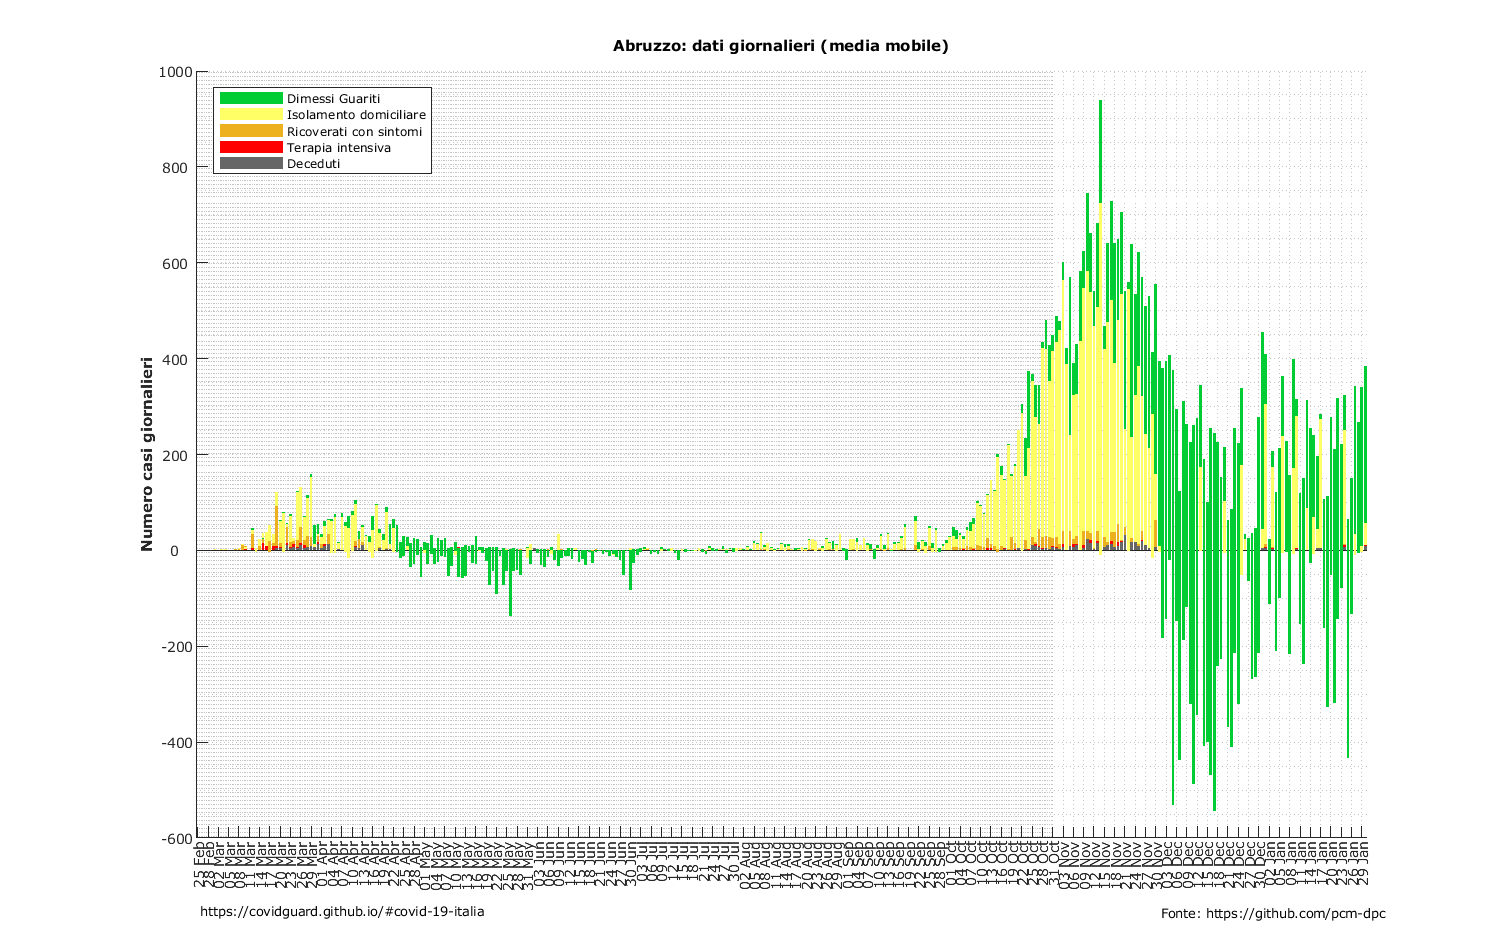 Abruzzo: dati giornalieri (media mobile)
Dimessi Guariti
Isolamento domiciliare
Ricoverati con sintomi
Terapia intensiva
Deceduti
Numero casi giornalieri
1000
800
600
400
200
0
-200
-400
-600
25 Feb
28 Feb
02 Mar
05 Mar
08 Mar
11 Mar
14 Mar
17 Mar
20 Mar
23 Mar
26 Mar
29 Mar
01 Apr
04 Apr
07 Apr
10 Apr
13 Apr
16 Apr
19 Apr
22 Apr
25 Apr
28 Apr
01 May
04 May
07 May
10 May
13 May
16 May
19 May
22 May
25 May
28 May
31 May
03 Jun
06 Jun
09 Jun
12 Jun
15 Jun
18 Jun
21 Jun
24 Jun
27 Jun
30 Jun
03 Jul
06 Jul
09 Jul
12 Jul
15 Jul
18 Jul
21 Jul
24 Jul
27 Jul
30 Jul
02 Aug
05 Aug
08 Aug
11 Aug
14 Aug
17 Aug
20 Aug
23 Aug
26 Aug
29 Aug
01 Sep
04 Sep
07 Sep
10 Sep
13 Sep
16 Sep
19 Sep
22 Sep
25 Sep
28 Sep
01 Oct
04 Oct
07 Oct
10 Oct
13 Oct
16 Oct
19 Oct
22 Oct
25 Oct
28 Oct
31 Oct
03 Nov
06 Nov
09 Nov
12 Nov
15 Nov
18 Nov
21 Nov
24 Nov
27 Nov
30 Nov
03 Dec
06 Dec
09 Dec
12 Dec
15 Dec
18 Dec
21 Dec
24 Dec
27 Dec
30 Dec
02 Jan
05 Jan
08 Jan
11 Jan
14 Jan
17 Jan
20 Jan
23 Jan
26 Jan
29 Jan
https://covidguard.github.io/#covid-19-italia
Fonte: https://github.com/pcm-dpc